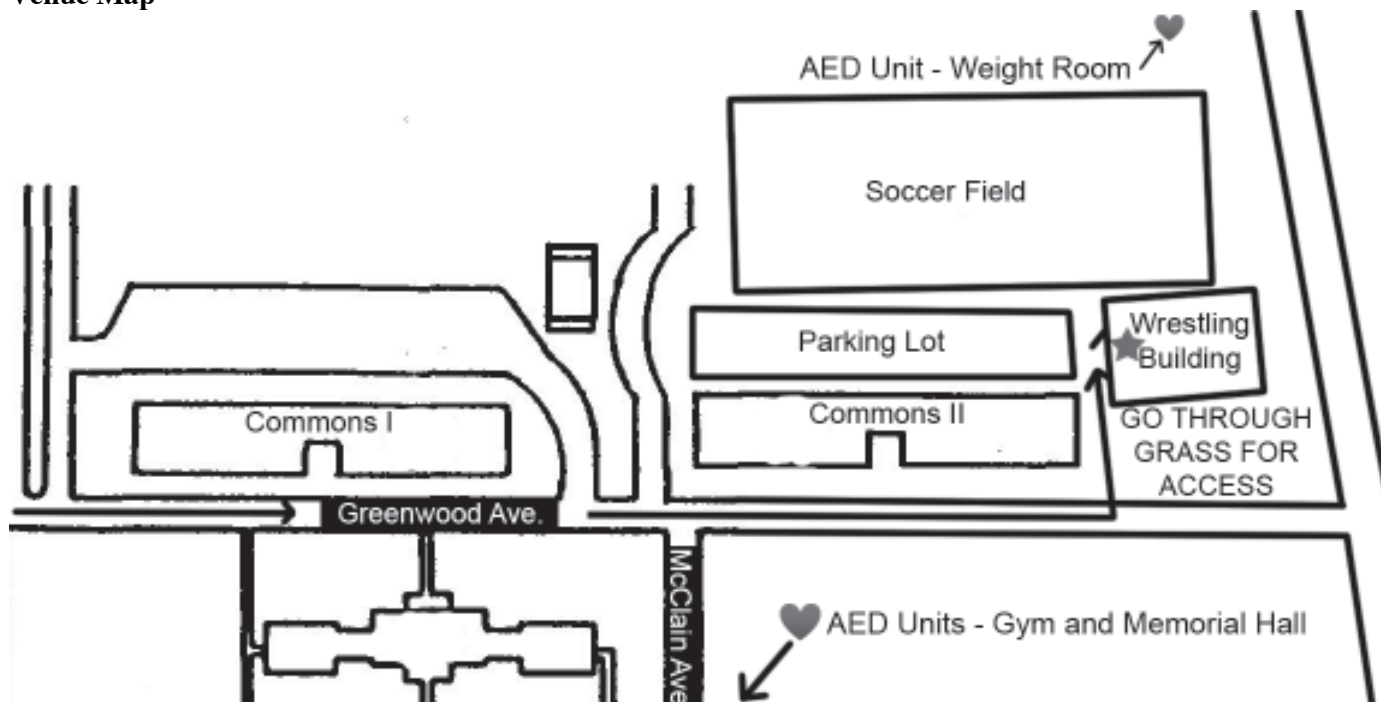 Venue Map
AED Unit - Weight Room
Soccer Field
Wrestling
Building
Parking Lot
Commons I
Commons II
GO THROUGH
GRASS FOR
ACCESS
Greenwood Ave.
McClain Ave
AED Units - Gym and Memorial Hall